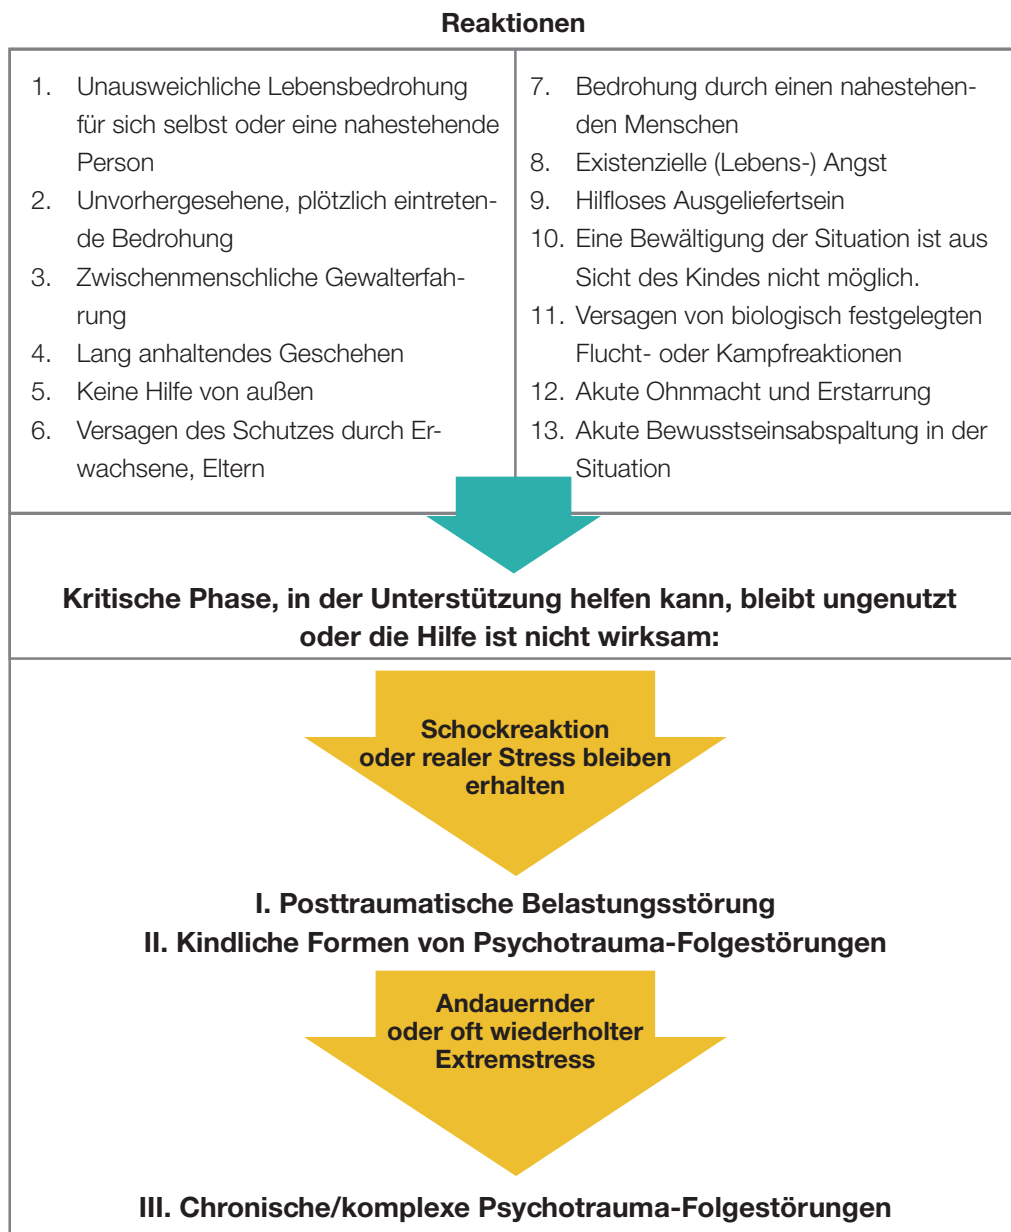 Reaktionen
1. Unausweichliche Lebensbedrohung
für sich selbst oder eine nahestehende
Person
2. Unvorhergesehene, plötzlich eintreten-
de Bedrohung
3. Zwischenmenschliche Gewalterfah-
rung
4. Lang anhaltendes Geschehen
5. Keine Hilfe von außen
6. Versagen des Schutzes durch Er-
wachsene, Eltern
7. Bedrohung durch einen nahestehen-
den Menschen
8. Existenzielle (Lebens-) Angst
9. Hilfloses Ausgeliefertsein
10. Eine Bewältigung der Situation ist aus
Sicht des Kindes nicht möglich.
11. Versagen von biologisch festgelegten
Flucht- oder Kampfreaktionen
12. Akute Ohnmacht und Erstarrung
13. Akute Bewusstseinsabspaltung in der
Situation
Kritische Phase, in der Unterstützung helfen kann, bleibt ungenutzt
oder die Hilfe ist nicht wirksam:
Schockreaktion
oder realer Stress bleiben
erhalten
I. Posttraumatische Belastungsstörung
II. Kindliche Formen von Psychotrauma-Folgestörungen
Andauernder
oder oft wiederholter
Extremstress
III. Chronische/komplexe Psychotrauma-Folgestörungen